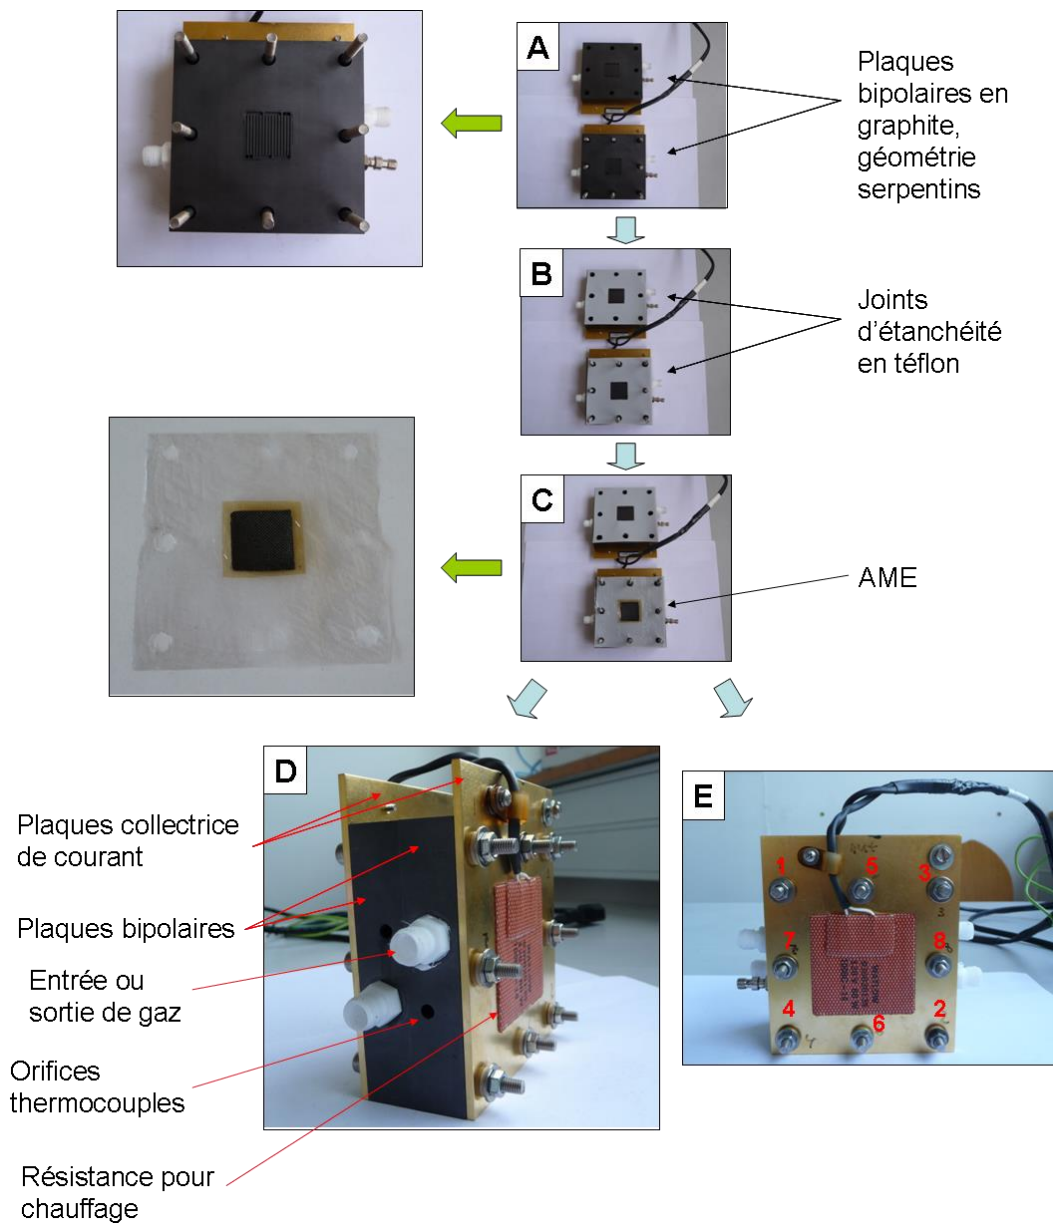 A
Plaques
bipolaires en
graphite,
géométrie
serpentins
B
Joints
d'étanchéité
en téflon
C
AME
D
Plaques collectrice
de courant
Plaques bipolaires
Entrée ou
sortie de gaz
Orifices
thermocouples
Résistance pour
chauffage
E
1
5
3
7
8
4
6
2
WATLOW